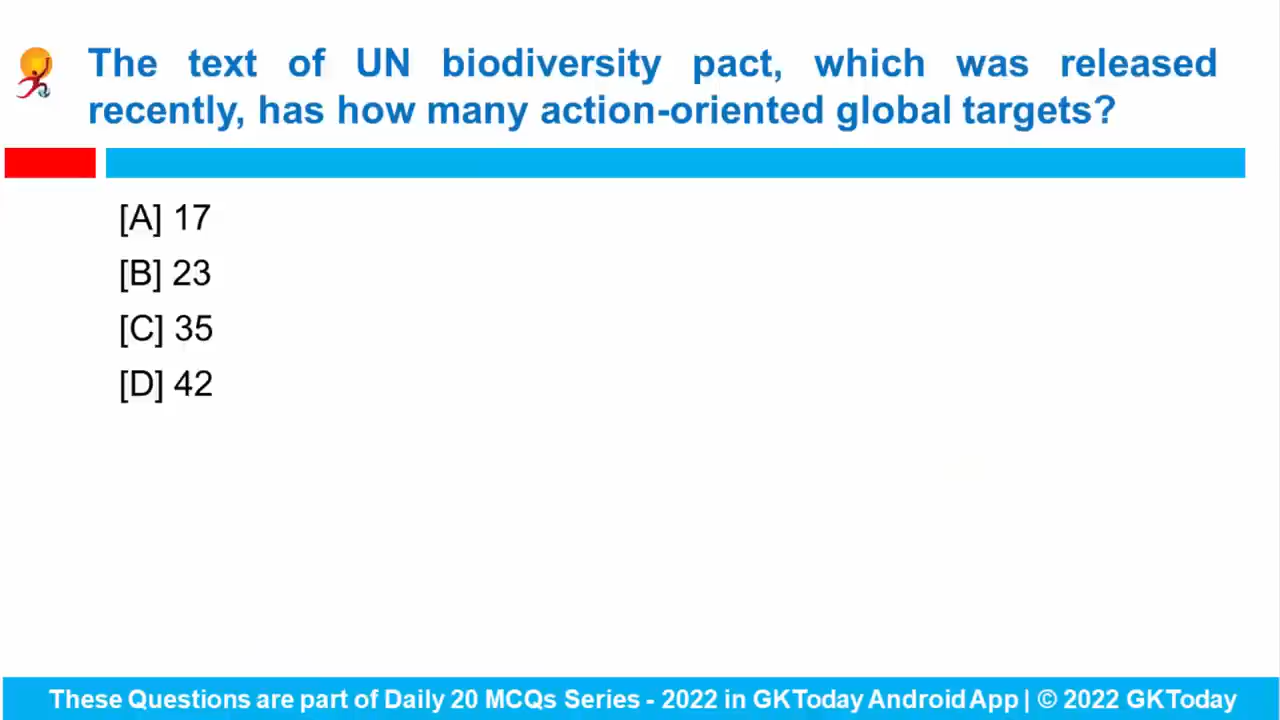 The text of UN biodiversity pact, which was released
recently, has how many action-oriented global targets?
[A] 17
[B] 23
[C] 35
[D] 42
These Questions are part of Daily 20 MCQs Series - 2022 in GKToday Android App | © 2022 GKToday